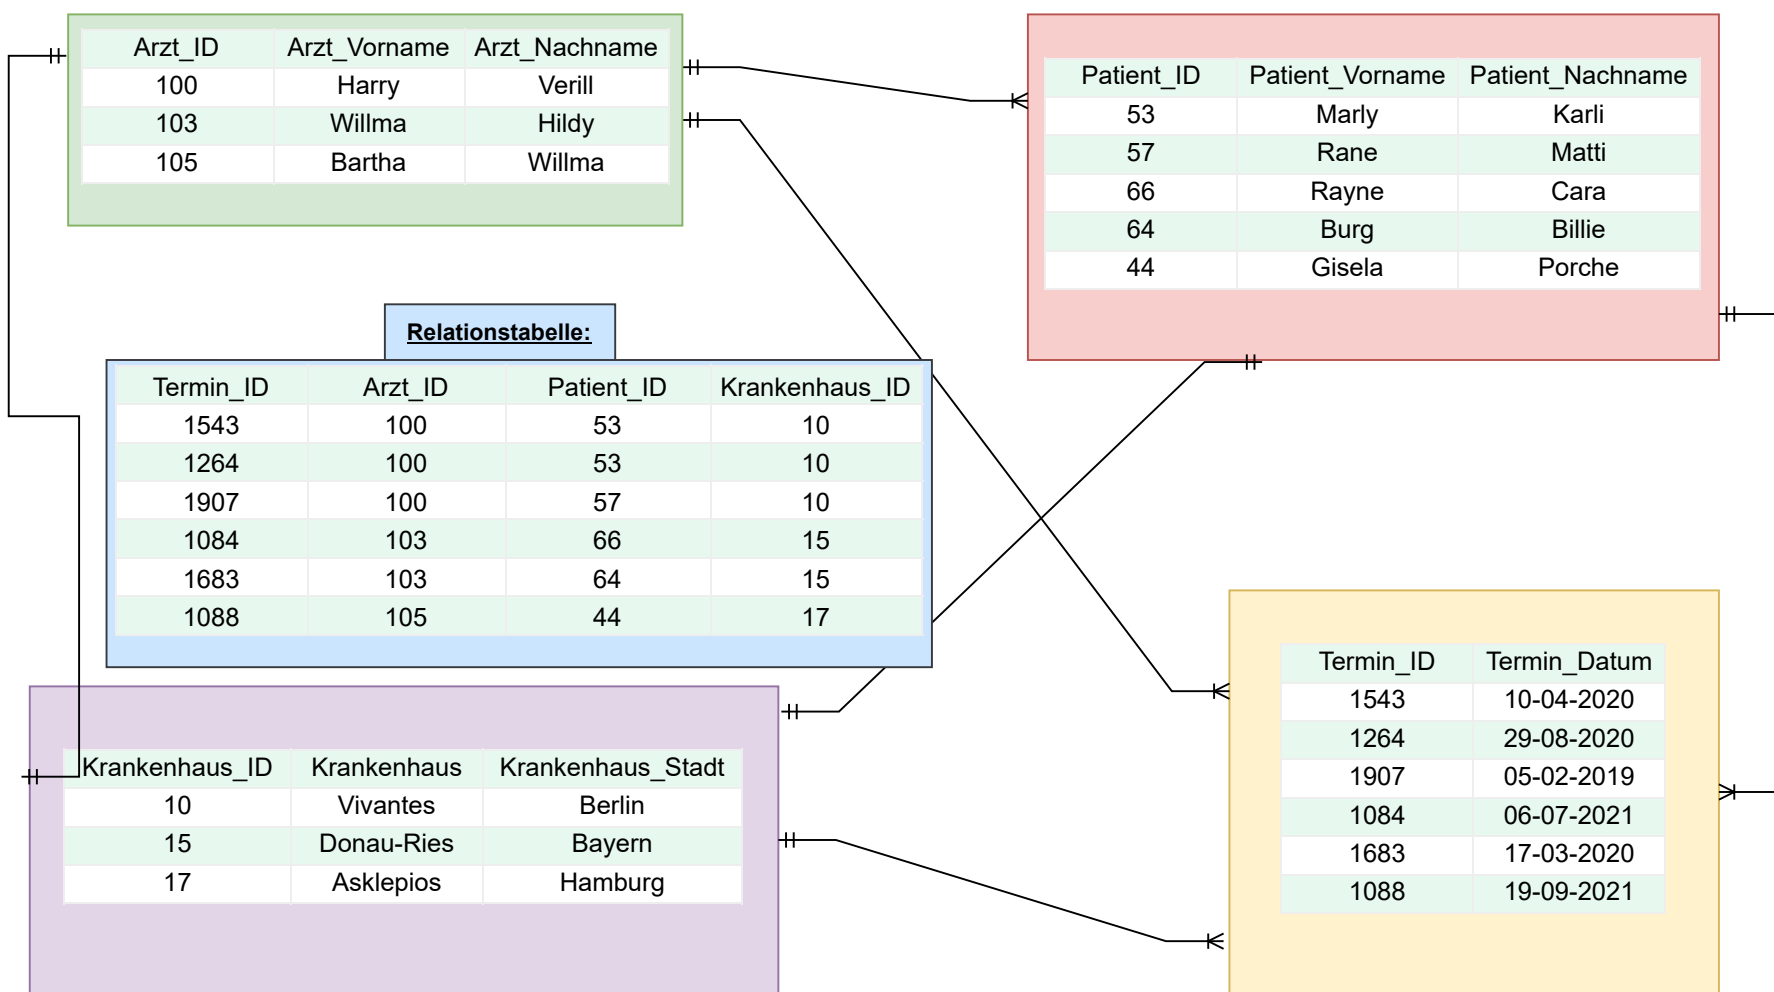 Arzt_ID Arzt_Vorname Arzt_Nachname
100 Harry Verill
103 Willma Hildy
105 Bartha Willma
Patient_ID Patient_Vorname Patient_Nachname
53 Marly Karli
57 Rane Matti
66 Rayne Cara
64 Burg Billie
44 Gisela Porche
Relationstabelle:
Termin_ID Arzt_ID Patient_ID Krankenhaus_ID
1543 100 53 10
1264 100 53 10
1907 100 57 10
1084 103 66 15
1683 103 64 15
1088 105 44 17
Krankenhaus_ID Krankenhaus Krankenhaus_Stadt
10 Vivantes Berlin
15 Donau-Ries Bayern
17 Asklepios Hamburg
Termin_ID Termin_Datum
1543 10-04-2020
1264 29-08-2020
1907 05-02-2019
1084 06-07-2021
1683 17-03-2020
1088 19-09-2021